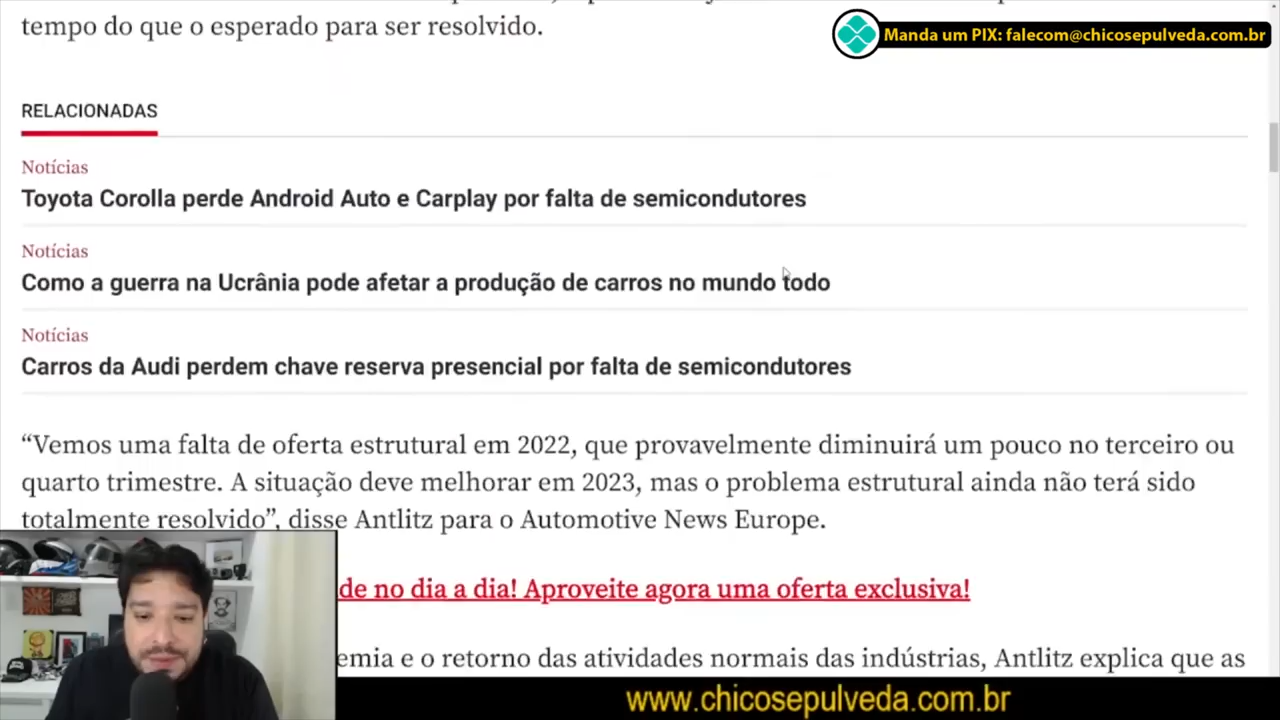 tempo do que o esperado para ser resolvido.
Manda um PIX: falecom@chicosepulveda.com.br
RELACIONADAS
Notícias
Toyota Corolla perde Android Auto e Carplay por falta de semicondutores
Notícias
Como a guerra na Ucrânia pode afetar a produção de carros no mundo todo
Notícias
Carros da Audi perdem chave reserva presencial por falta de semicondutores
“Vemos uma falta de oferta estrutural em 2022, que provavelmente diminuirá um pouco no terceiro ou
quarto trimestre. A situação deve melhorar em 2023, mas o problema estrutural ainda não terá sido
totalmente resolvido”, disse Antlitz para o Automotive News Europe.
de no dia a dia! Aproveite agora uma oferta exclusiva!
emia e o retorno das atividades normais das indústrias, Antlitz explica que as
www.chicosepulveda.com.br